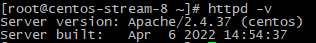 [root@centos-stream-8 ~]# httpd -v
Server version: Apache/2.4.37 (centos)
Server built:   Apr  6 2022 14:54:37